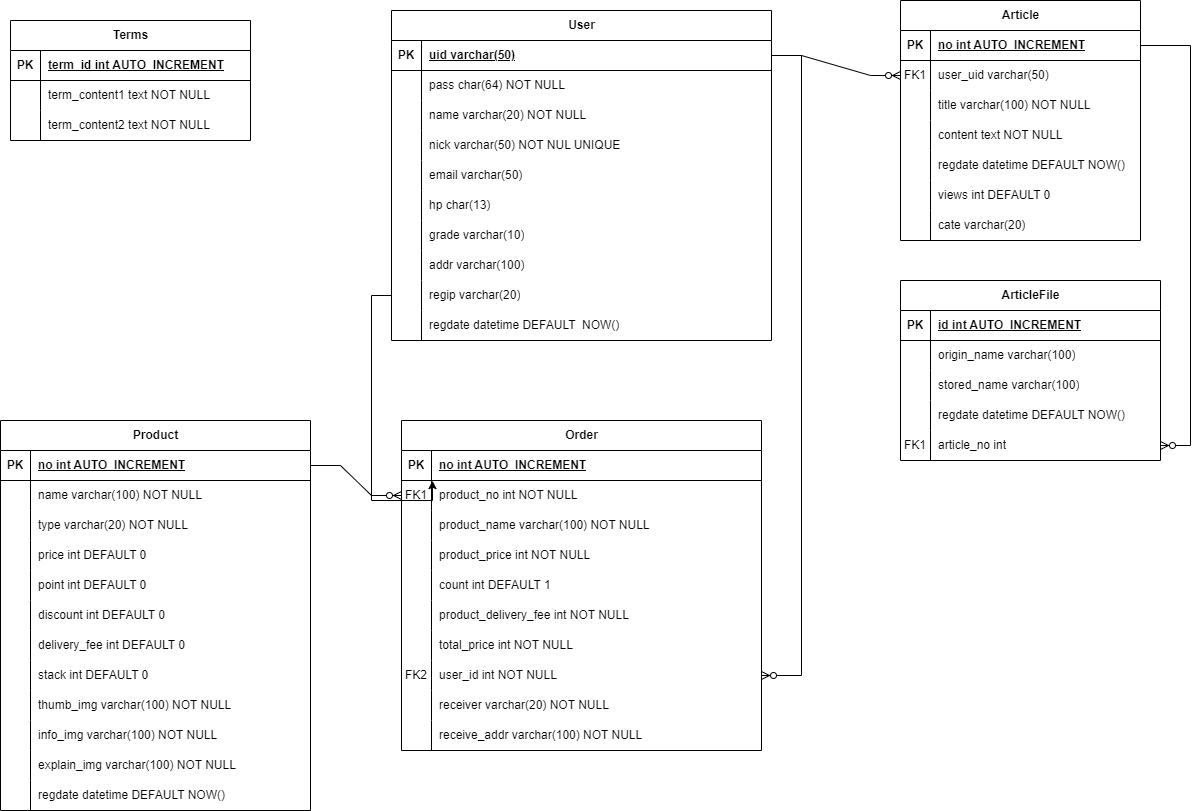 Terms
PK term_id int AUTO_INCREMENT
term_content1 text NOT NULL
term_content2 text NOT NULL
User
PK uid varchar(50)
pass char(64) NOT NULL
name varchar(20) NOT NULL
nick varchar(50) NOT NUL UNIQUE
email varchar(50)
hp char(13)
grade varchar(10)
addr varchar(100)
regip varchar(20)
regdate datetime DEFAULT  NOW()
Article
PK no int AUTO_INCREMENT
FK1 user_uid varchar(50)
title varchar(100) NOT NULL
content text NOT NULL
regdate datetime DEFAULT NOW()
views int DEFAULT 0
cate varchar(20)
ArticleFile
PK id int AUTO_INCREMENT
origin_name varchar(100)
stored_name varchar(100)
regdate datetime DEFAULT NOW()
FK1 article_no int
Product
PK no int AUTO_INCREMENT
name varchar(100) NOT NULL
type varchar(20) NOT NULL
price int DEFAULT 0
point int DEFAULT 0
discount int DEFAULT 0
delivery_fee int DEFAULT 0
stack int DEFAULT 0
thumb_img varchar(100) NOT NULL
info_img varchar(100) NOT NULL
explain_img varchar(100) NOT NULL
regdate datetime DEFAULT NOW()
Order
PK no int AUTO_INCREMENT
FK1 product_no int NOT NULL
product_name varchar(100) NOT NULL
product_price int NOT NULL
count int DEFAULT 1
product_delivery_fee int NOT NULL
total_price int NOT NULL
FK2 user_id int NOT NULL
receiver varchar(20) NOT NULL
receive_addr varchar(100) NOT NULL